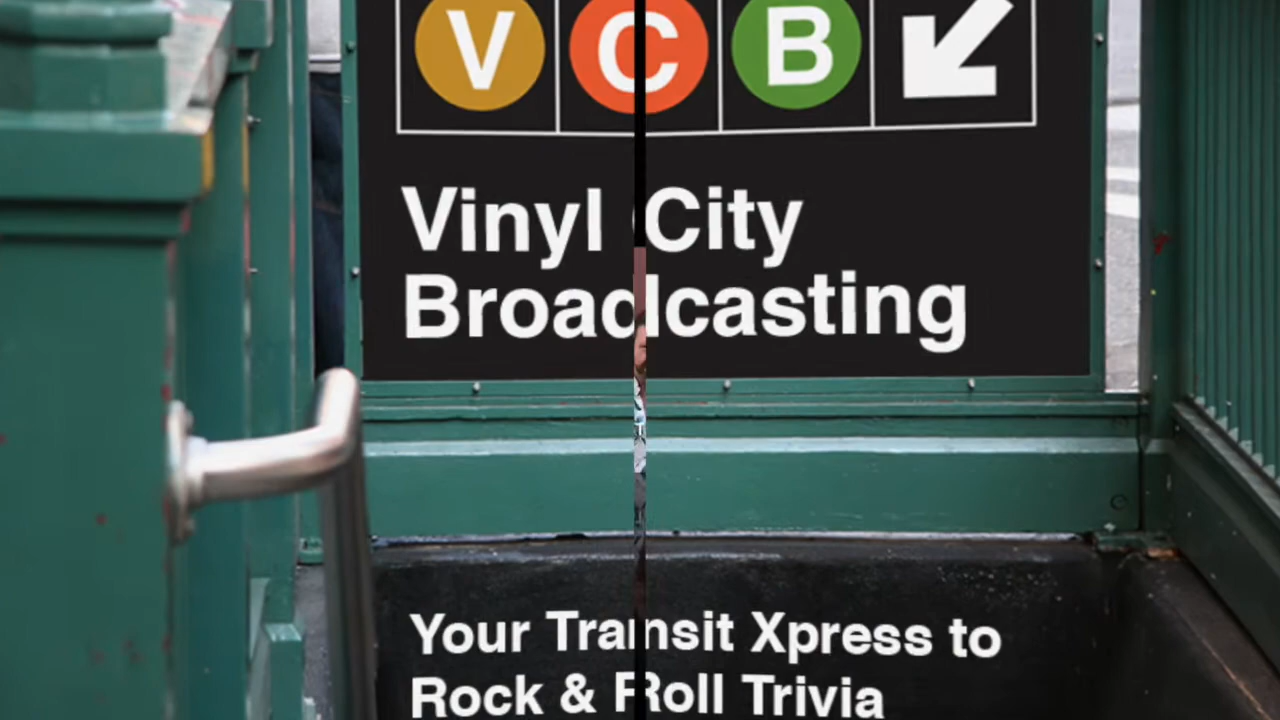 V C B
Vinyl City
Broadcasting
Your Transit Xpress to
Rock & Roll Trivia